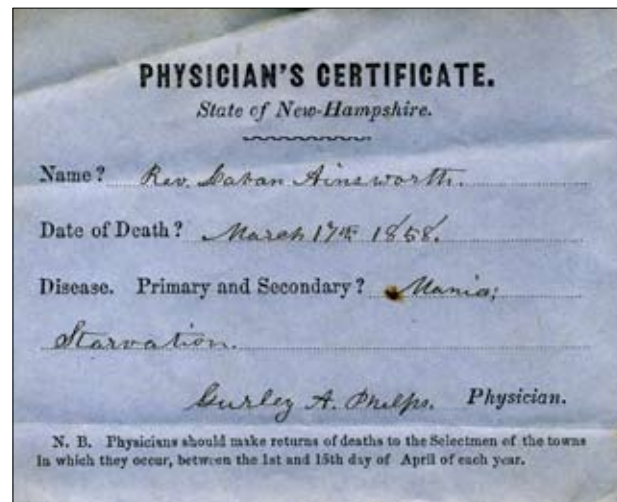 PHYSICIAN'S CERTIFICATE.
State of New-Hampshire.
Name? Rev. Laban Ainsworth.
Date of Death? March 17th 1858.
Disease. Primary and Secondary? Mania;
Starvation.
Gurley A. Phelps. Physician.
N. B. Physicians should make returns of deaths to the Selectmen of the towns
in which they occur, between the 1st and 15th day of April of each year.